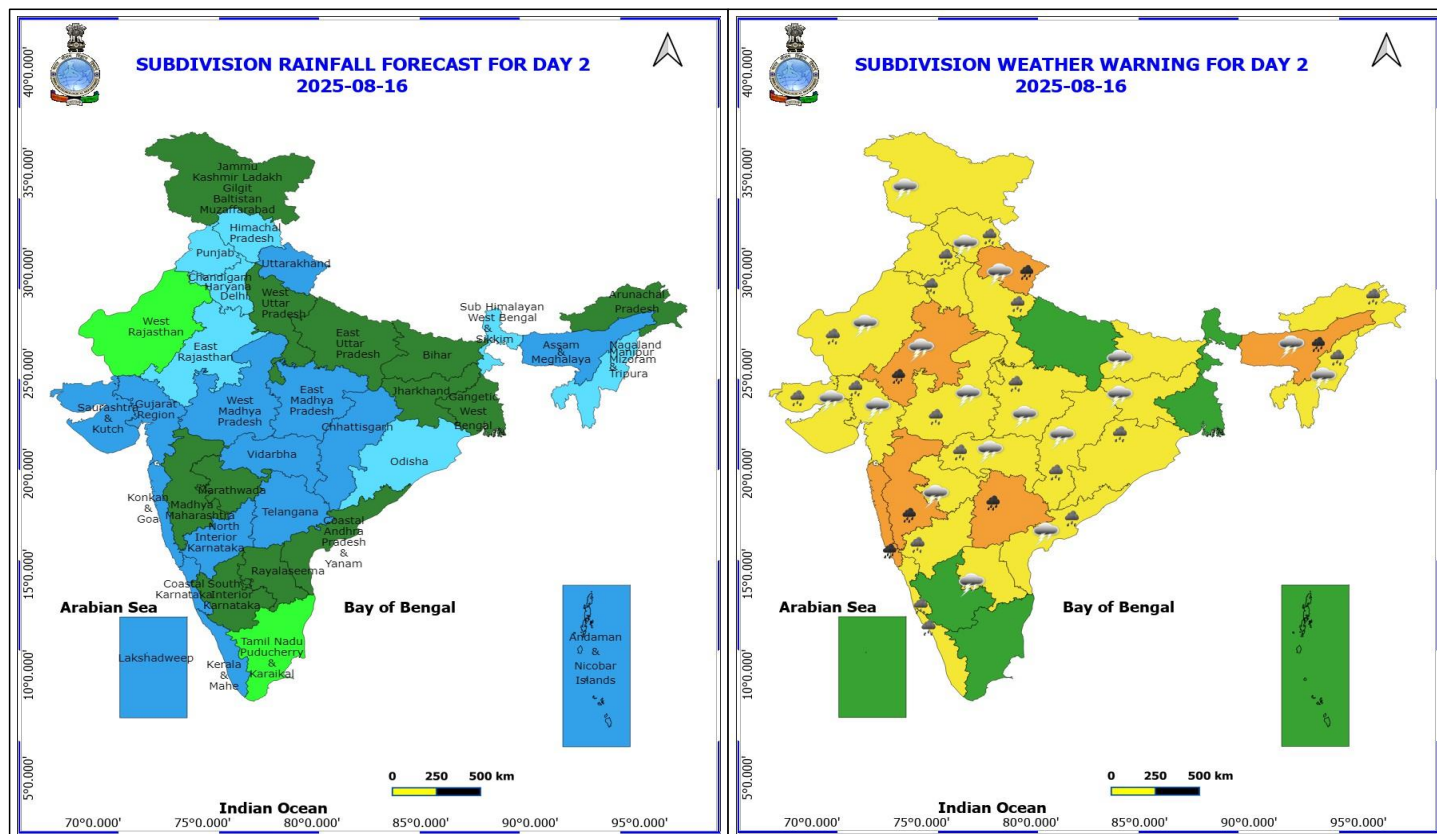 SUBDIVISION RAINFALL FORECAST FOR DAY 2
2025-08-16
Jammu
Kashmir Ladakh
Gilgit
Baltistan
Muzaffarabad
Himachal
Pradesh
Punjab
Uttarakhand
Chandigarh
Haryana
Delhi
West
Uttar
Pradesh
West
Rajasthan
East
Rajasthan
East
Uttar
Pradesh
Bihar
Sub Himalayan
West Bengal
&
Sikkim
Arunachal
Pradesh
Assam
&
Meghalaya
Nagaland
Manipur
Mizoram
&
Tripura
Jharkhand
Gangetic
West
Bengal
Saurashtra
&
Kutch
Gujarat
Region
West
Madhya
Pradesh
East
Madhya
Pradesh
Chhattisgarh
Vidarbha
Odisha
Konkan
&
Goa
Madhya
Maharashtra
Marathwada
North
Interior
Karnataka
Telangana
Coastal
Andhra
Pradesh
&
Yanam
Rayalaseema
Coastal
Karnataka
South
Interior
Karnataka
Arabian Sea
Bay of Bengal
Lakshadweep
Kerala
&
Mahe
Tamil Nadu
Puducherry
&
Karaikal
Andaman
&
Nicobar
Islands
0 250 500 km
Indian Ocean
40°0.000'
35°0.000'
30°0.000'
25°0.000'
20°0.000'
15°0.000'
10°0.000'
5°0.000'
70°0.000' 75°0.000' 80°0.000' 85°0.000' 90°0.000' 95°0.000'
SUBDIVISION WEATHER WARNING FOR DAY 2
2025-08-16
Arabian Sea
Bay of Bengal
0 250 500 km
Indian Ocean
40°0.000'
35°0.000'
30°0.000'
25°0.000'
20°0.000'
15°0.000'
10°0.000'
5°0.000'
70°0.000' 75°0.000' 80°0.000' 85°0.000' 90°0.000' 95°0.000'